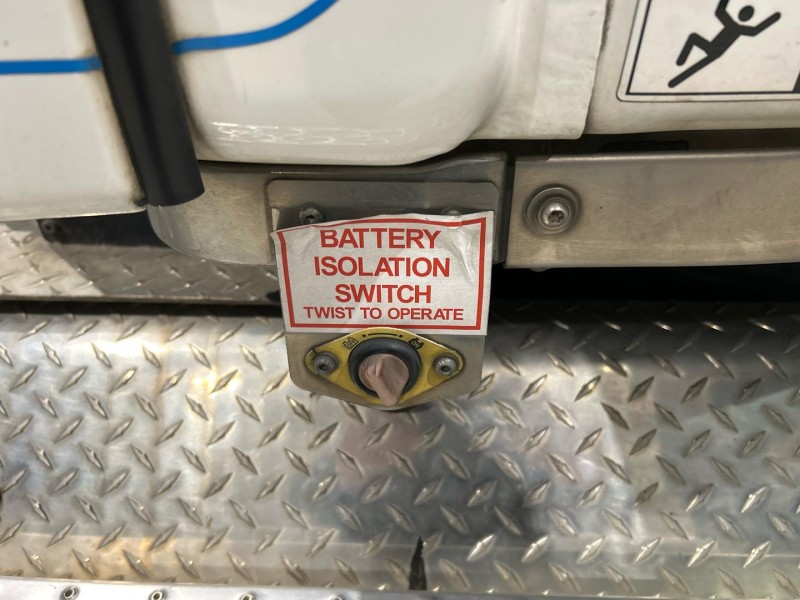 BATTERY
ISOLATION
SWITCH
TWIST TO OPERATE